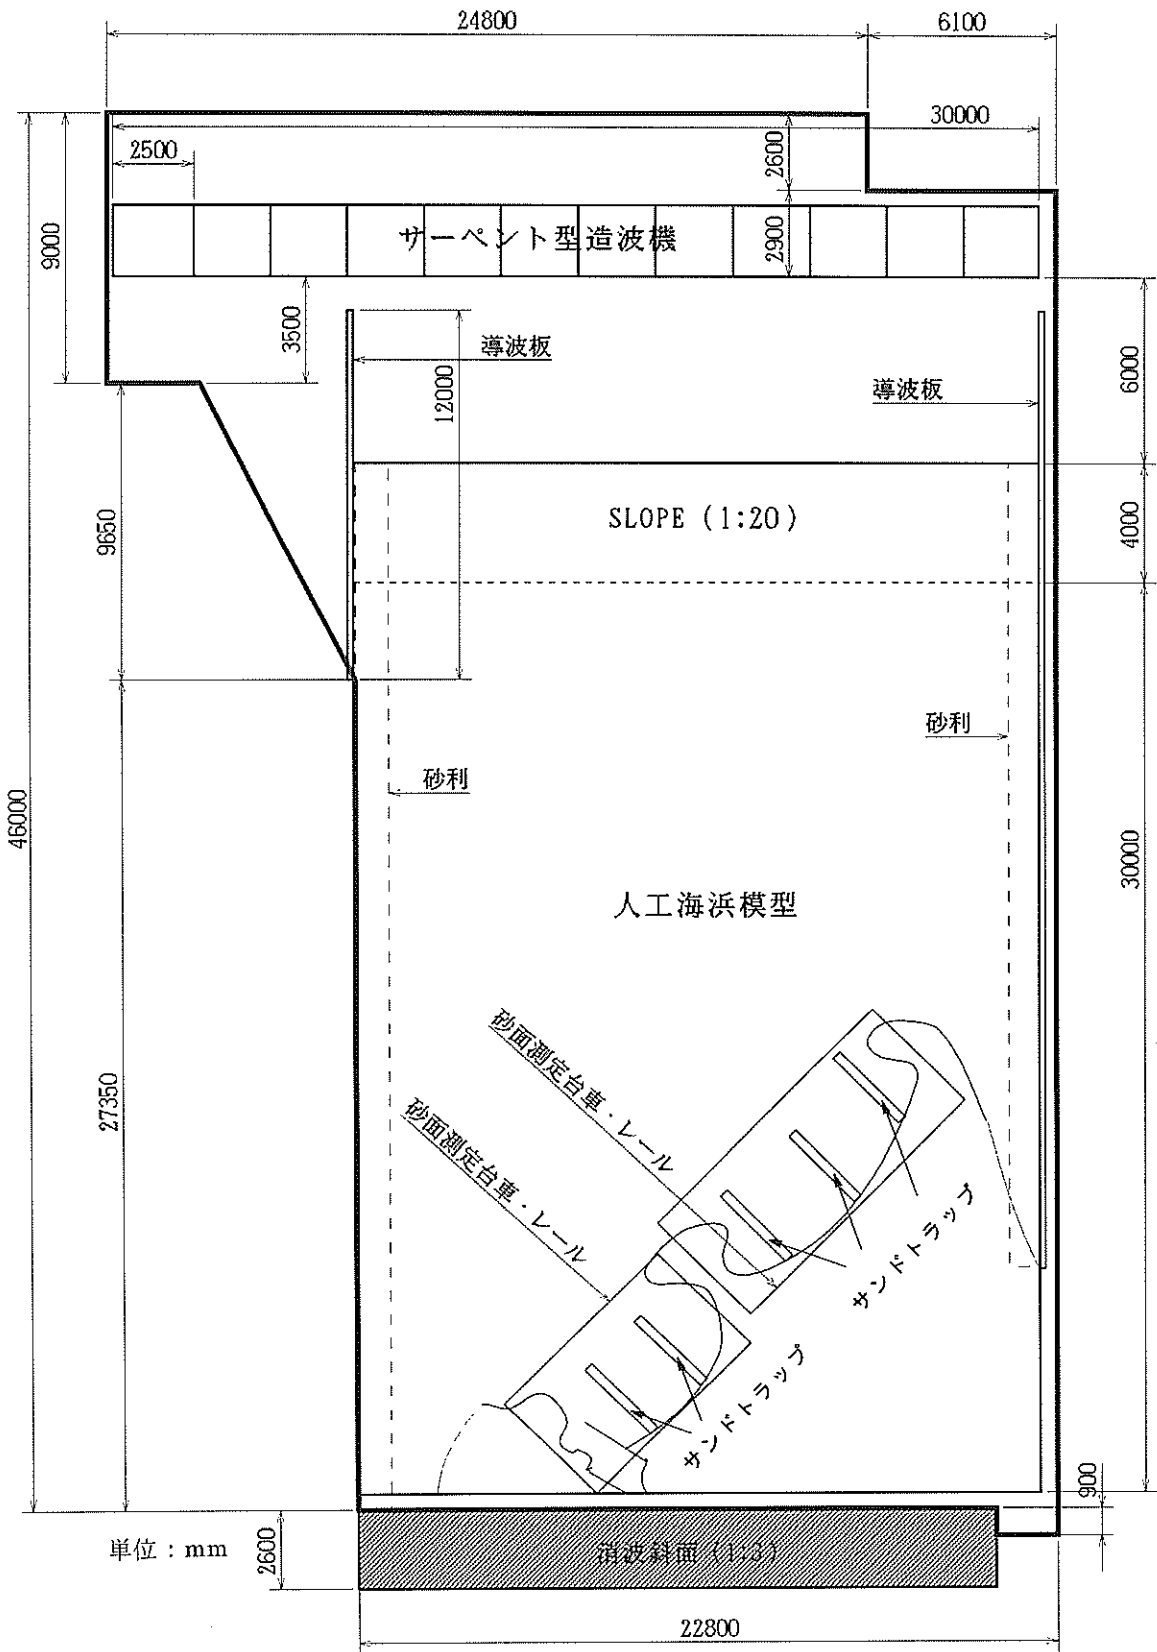 24800
6100
30000
2500
2600
サーペント型造波機
2900
9000
3500
導波板
12000
導波板
6000
SLOPE (1:20)
4000
9650
砂利
砂利
46000
30000
人工海浜模型
砂面測定台車・レール
砂面測定台車・レール
27350
サンドトラップ
サンドトラップ
900
単位：mm
2600
消波斜面 (1:3)
22800